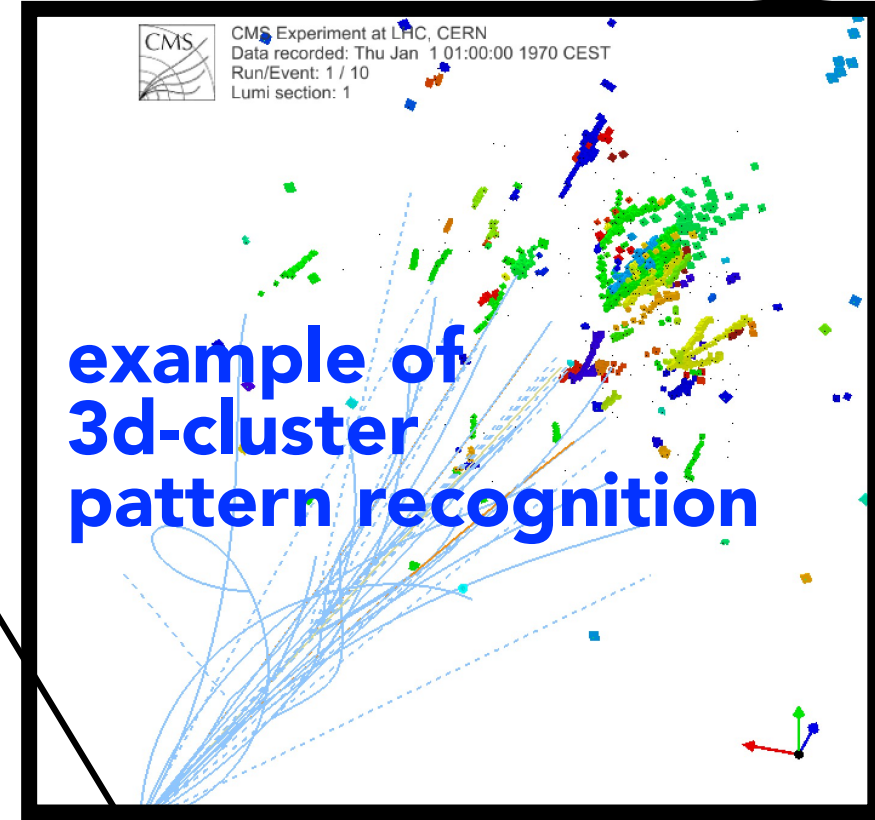 CMS
CMS Experiment at LHC, CERN
Data recorded: Thu Jan 1 01:00:00 1970 CEST
Run/Event: 1 / 10
Lumi section: 1
example of
3d-cluster
pattern recognition